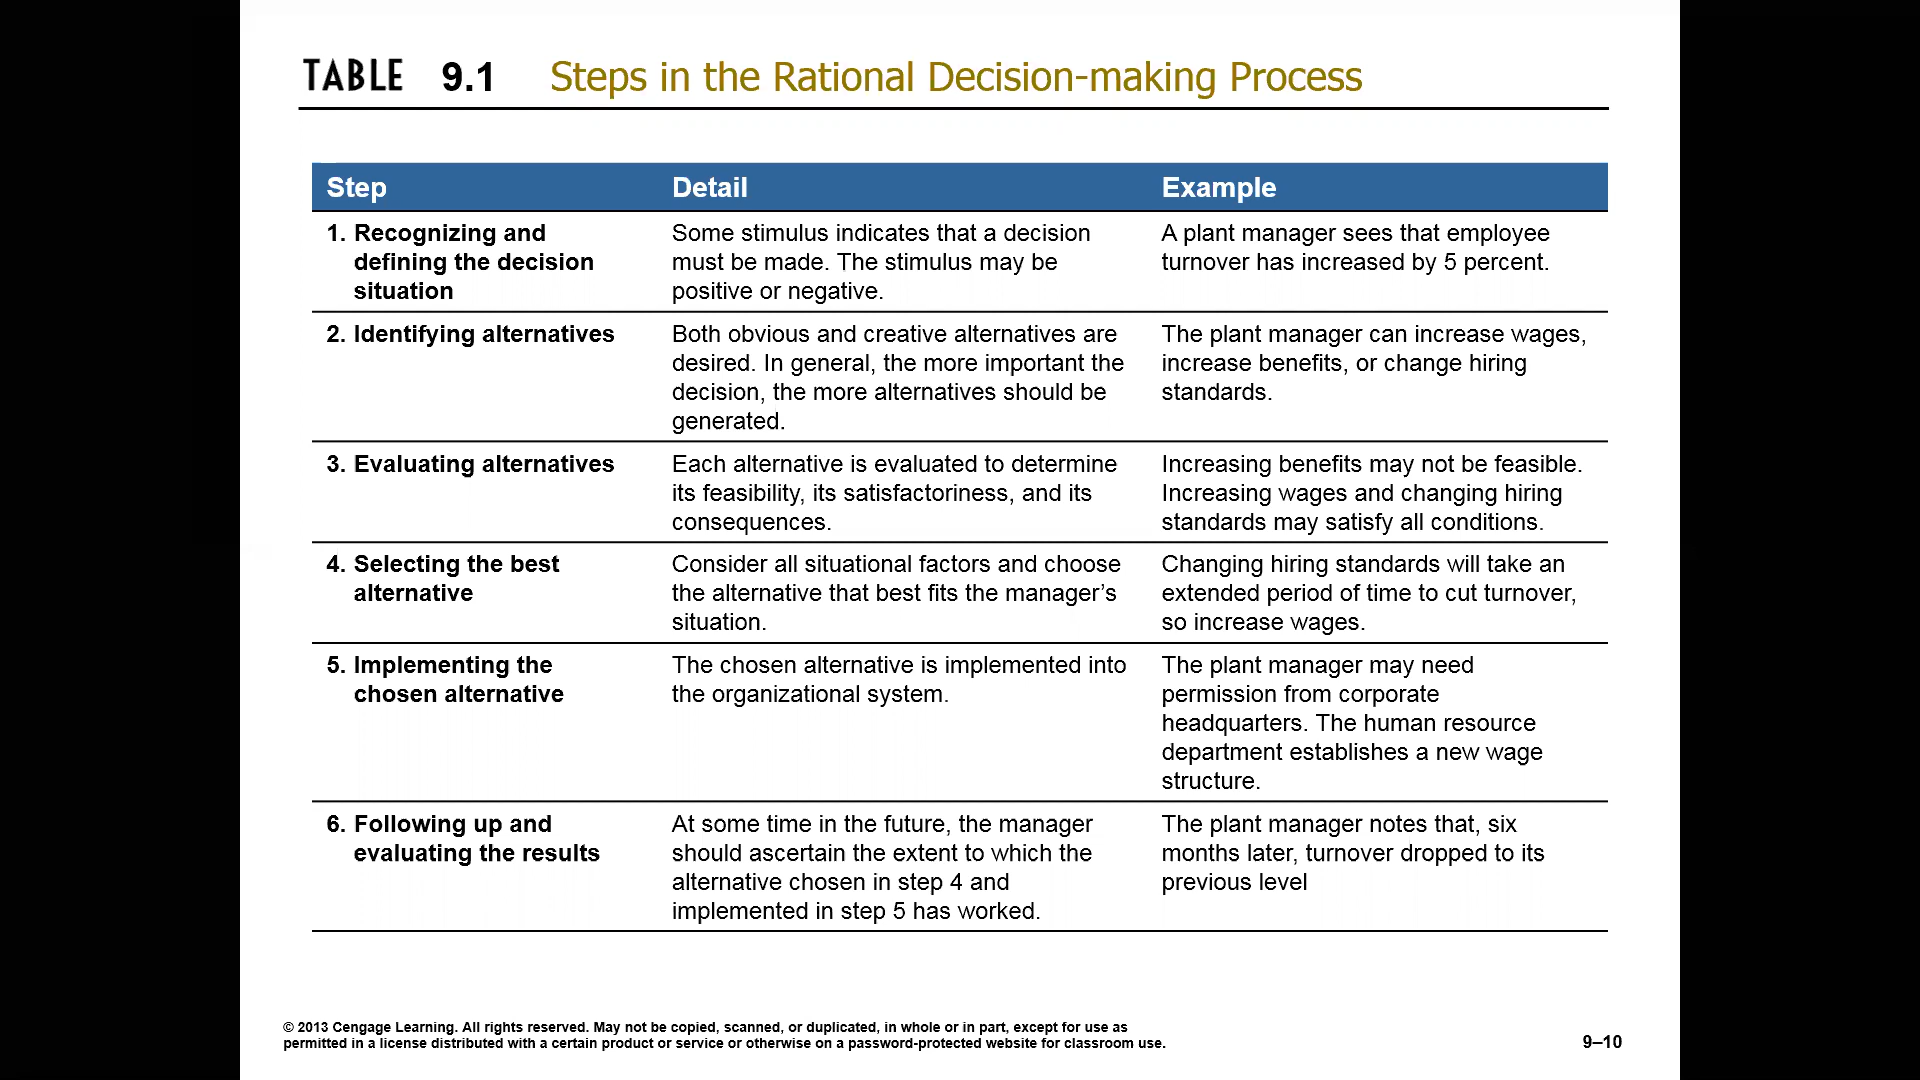 TABLE 9.1 Steps in the Rational Decision-making Process
Step Detail Example
1. Recognizing and
defining the decision
situation
Some stimulus indicates that a decision
must be made. The stimulus may be
positive or negative.
A plant manager sees that employee
turnover has increased by 5 percent.
2. Identifying alternatives
Both obvious and creative alternatives are
desired. In general, the more important the
decision, the more alternatives should be
generated.
The plant manager can increase wages,
increase benefits, or change hiring
standards.
3. Evaluating alternatives
Each alternative is evaluated to determine
its feasibility, its satisfactoriness, and its
consequences.
Increasing benefits may not be feasible.
Increasing wages and changing hiring
standards may satisfy all conditions.
4. Selecting the best
alternative
Consider all situational factors and choose
the alternative that best fits the manager’s
situation.
Changing hiring standards will take an
extended period of time to cut turnover,
so increase wages.
5. Implementing the
chosen alternative
The chosen alternative is implemented into
the organizational system.
The plant manager may need
permission from corporate
headquarters. The human resource
department establishes a new wage
structure.
6. Following up and
evaluating the results
At some time in the future, the manager
should ascertain the extent to which the
alternative chosen in step 4 and
implemented in step 5 has worked.
The plant manager notes that, six
months later, turnover dropped to its
previous level
© 2013 Cengage Learning. All rights reserved. May not be copied, scanned, or duplicated, in whole or in part, except for use as
permitted in a license distributed with a certain product or service or otherwise on a password-protected website for classroom use.
9–10